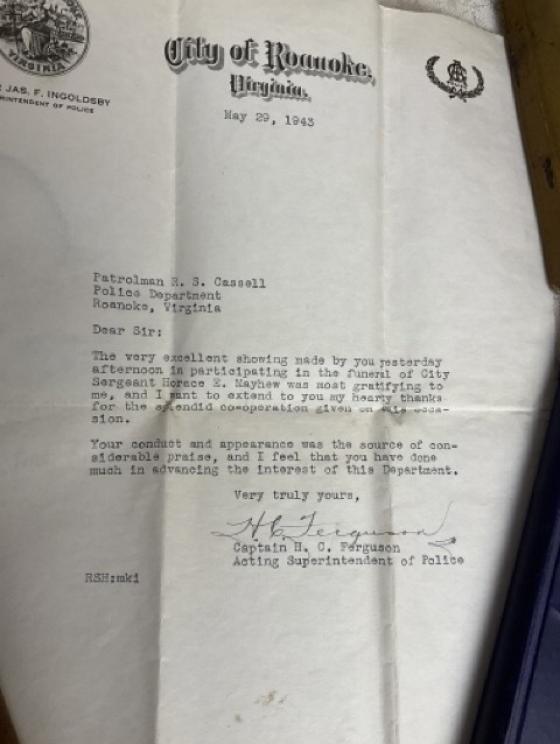 VIRGINIA
City of Roanoke,
Virginia.
JAS. F. INGOLDSBY
OF POLICE
May 29, 1943
Patrolman R. S. Cassell
Police Department
Roanoke, Virginia
Dear Sir:
The very excellent showing made by you yesterday
afternoon in participating in the funeral of City
Sergeant Horace E. Mayhew was most gratifying to
me, and I want to extend to you my hearty thanks
for the splendid co-operation given on this occa-
sion.
Your conduct and appearance was the source of con-
siderable praise, and I feel that you have done
much in advancing the interest of this Department.
Very truly yours,
H C Ferguson
Captain H. C. Ferguson
Acting Superintendent of Police
RSH:mki